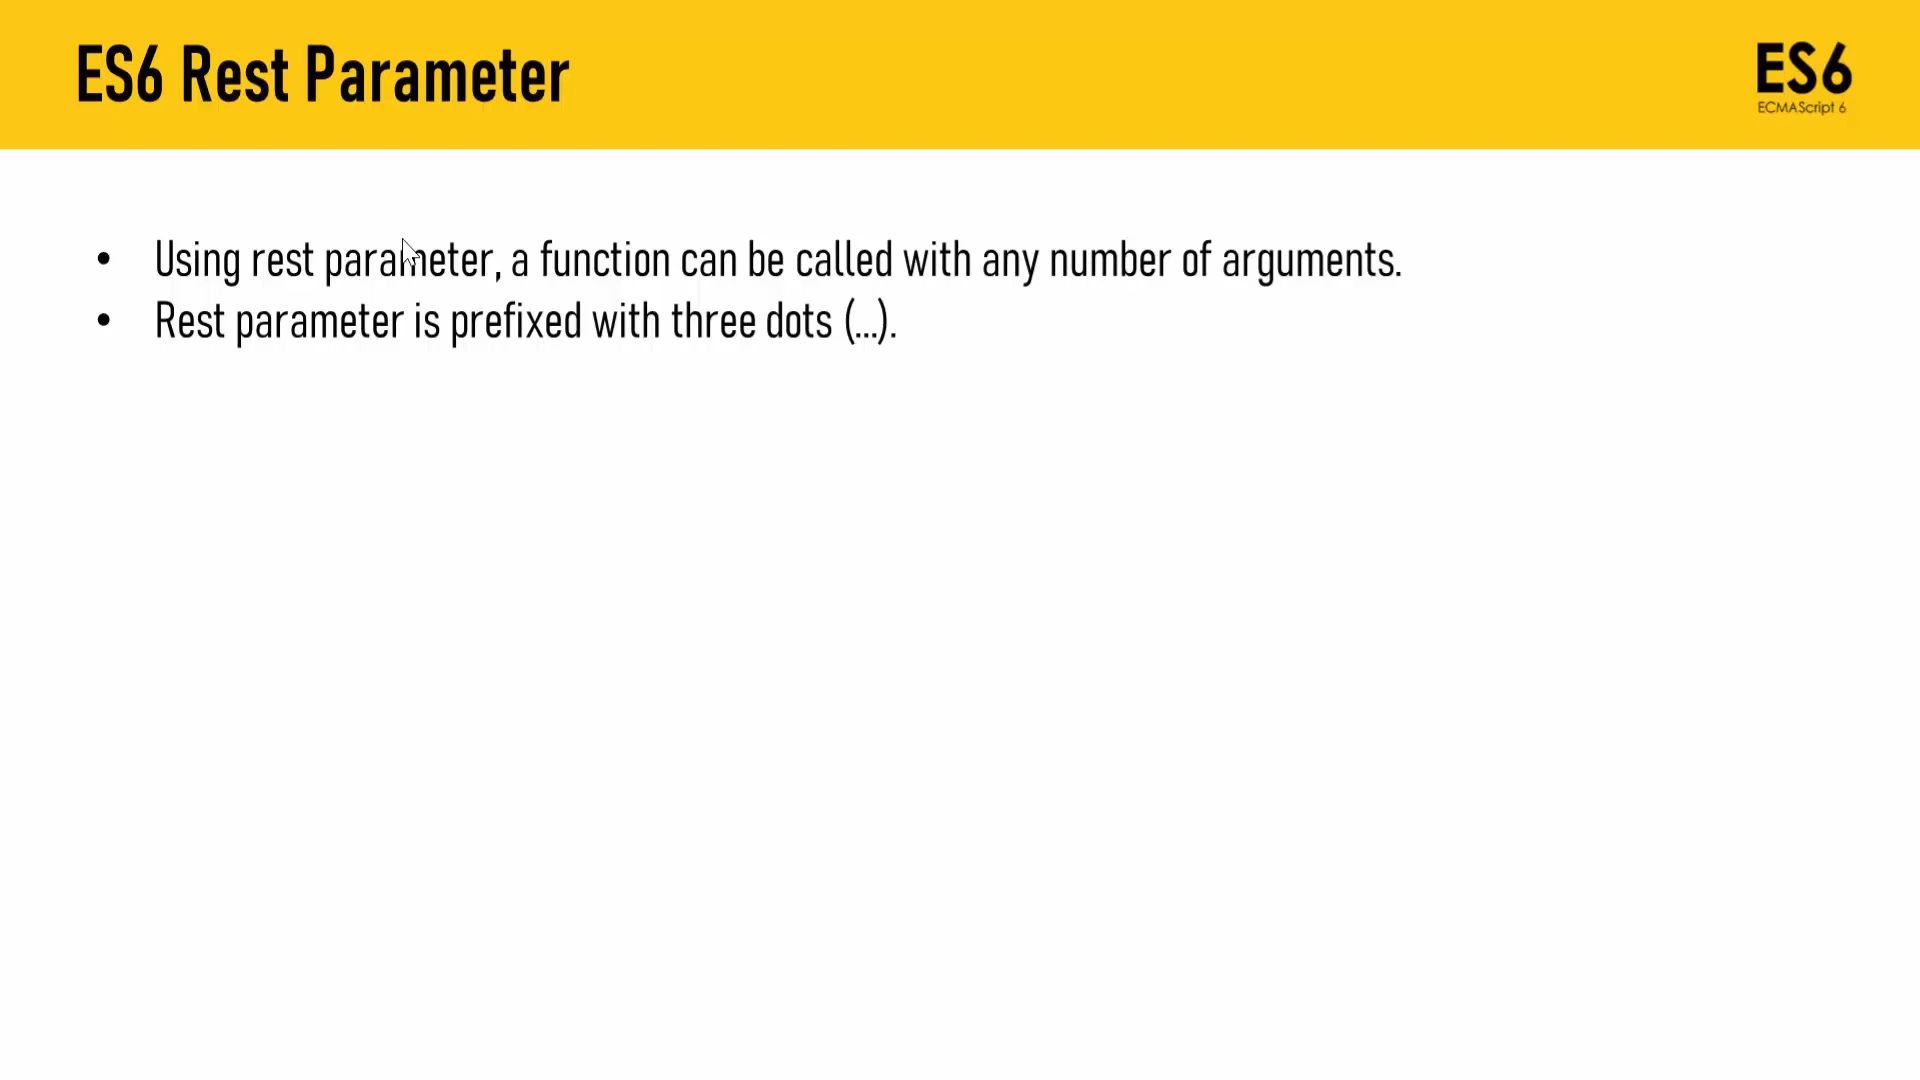 ES6 Rest Parameter
ES6
ECMAScript 6
• Using rest parameter, a function can be called with any number of arguments.
• Rest parameter is prefixed with three dots (...).